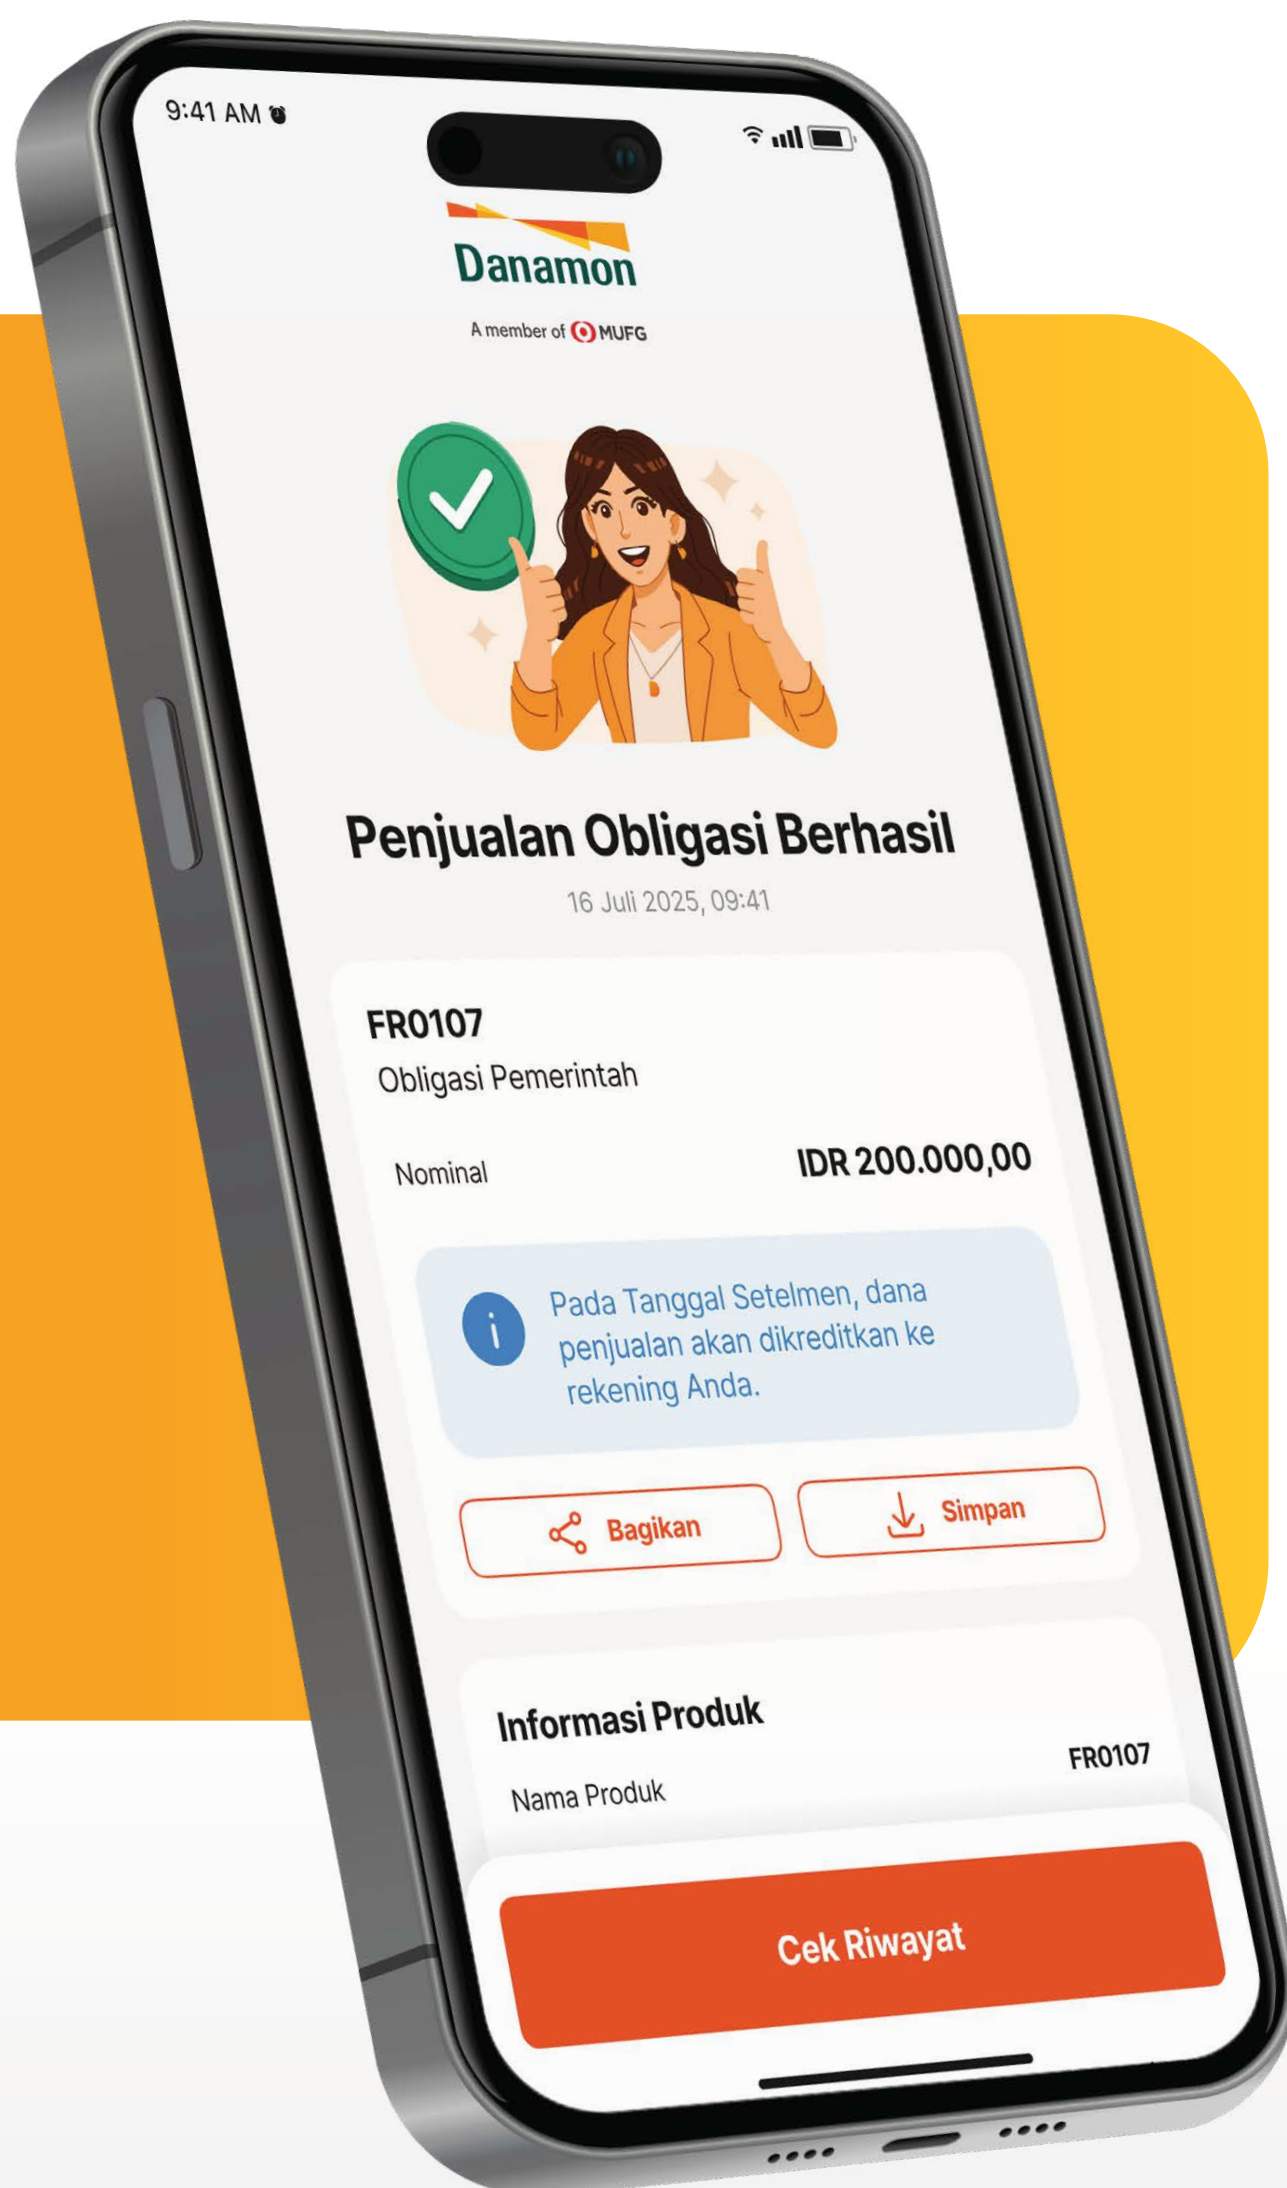 9:41 AM
Danamon
A member of MUFG
Penjualan Obligasi Berhasil
16 Juli 2025, 09:41
FR0107
Obligasi Pemerintah
Nominal
IDR 200.000,00
Pada Tanggal Setelmen, dana
penjualan akan dikreditkan ke
rekening Anda.
Bagikan
Simpan
Informasi Produk
Nama Produk
FR0107
Cek Riwayat